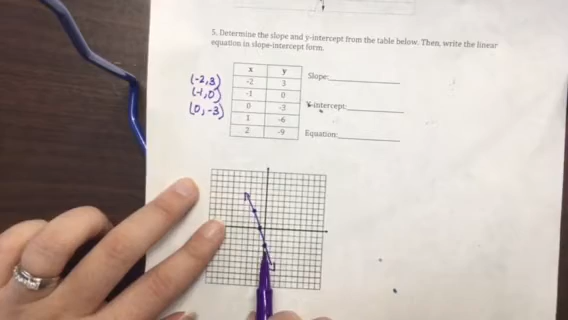 5. Determine the slope and y-intercept from the table below. Then, write the linear
equation in slope-intercept form.
x y
-2 3
-1 0
0 -3
1 -6
2 -9
(-2,3)
(-1,0)
(0,-3)
Slope:
y-intercept:
Equation: